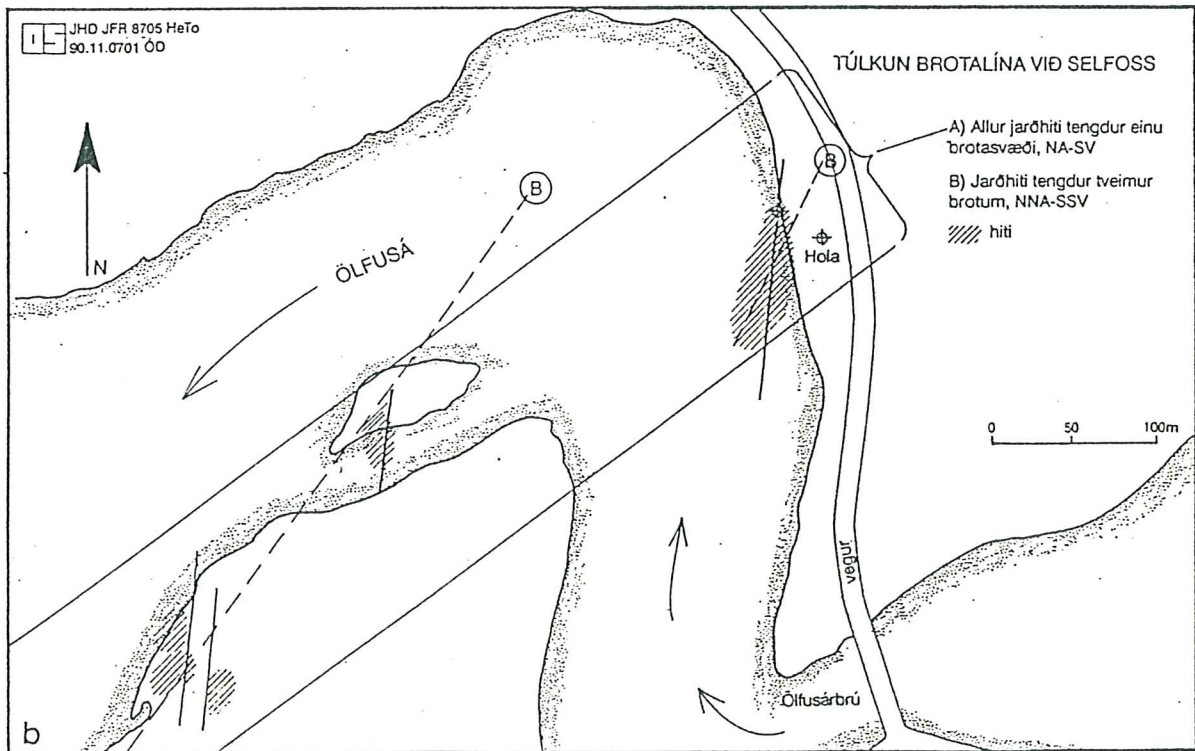 JHD JFR 8705 HeTo
90.11.0701 ÓD
TÚLKUN BROTALÍNA VIÐ SELFOSS
A) Allur jarðhiti tengdur einu
brotasvæði, NA-SV
B) Jarðhiti tengdur tveimur
brotum, NNA-SSV
hiti
B
B
Hola
N
ÖLFUSÁ
0 50 100m
vegur
Ölfusárbrú
b